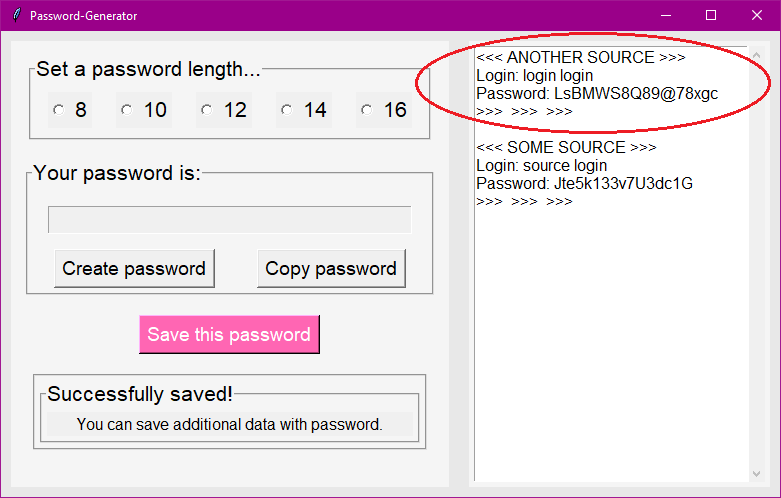 Password-Generator
Set a password length...
8 10 12 14 16
Your password is:
Create password Copy password
Save this password
Successfully saved!
You can save additional data with password.
<<< ANOTHER SOURCE >>>
Login: login login
Password: LsBMWS8Q89@78xgc
>>> >>> >>>
<<< SOME SOURCE >>>
Login: source login
Password: Jte5k133v7U3dc1G
>>> >>> >>>